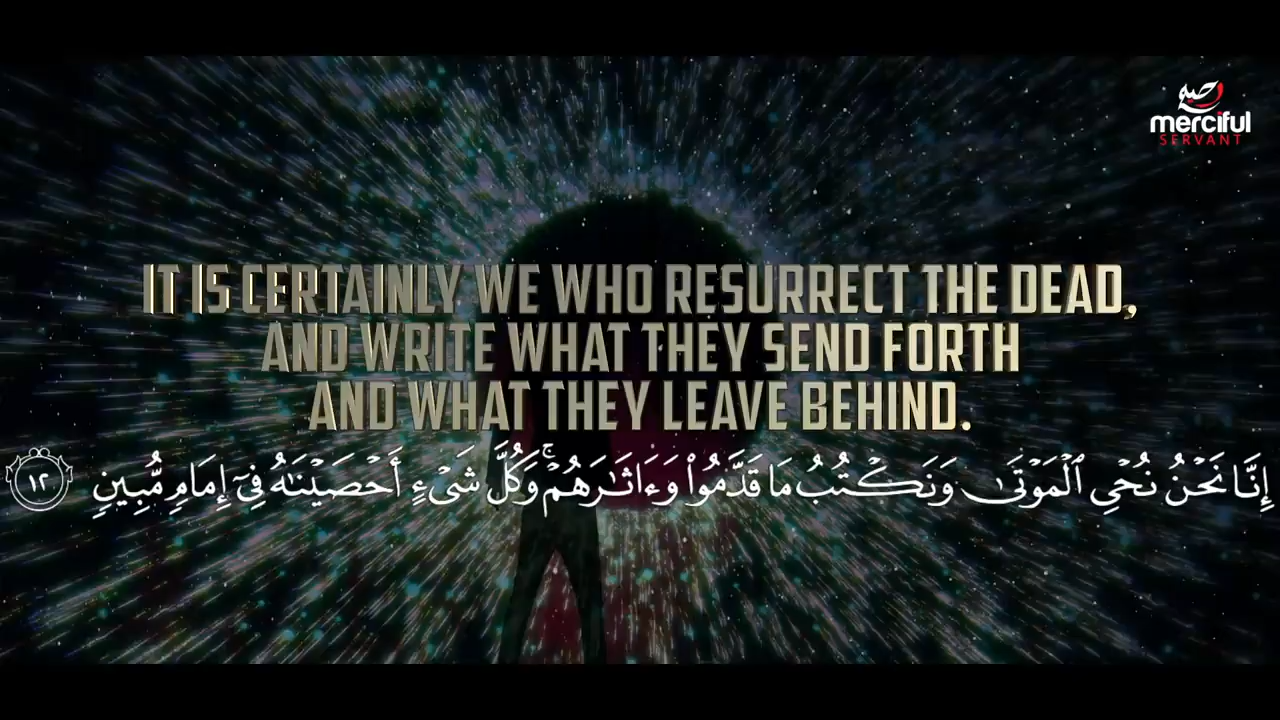 merciful
SERVANT
IT IS CERTAINLY WE WHO RESURRECT THE DEAD,
AND WRITE WHAT THEY SEND FORTH
AND WHAT THEY LEAVE BEHIND.
إِنَّا نَحْنُ نُحْىِ ٱلْمَوْتَىٰ وَنَكْتُبُ مَا قَدَّمُوا۟ وَءَاثَـٰرَهُمْ ۚ وَكُلَّ شَىْءٍ أَحْصَيْنَـٰهُ فِىٓ إِمَامٍ مُّبِينٍ ١٢